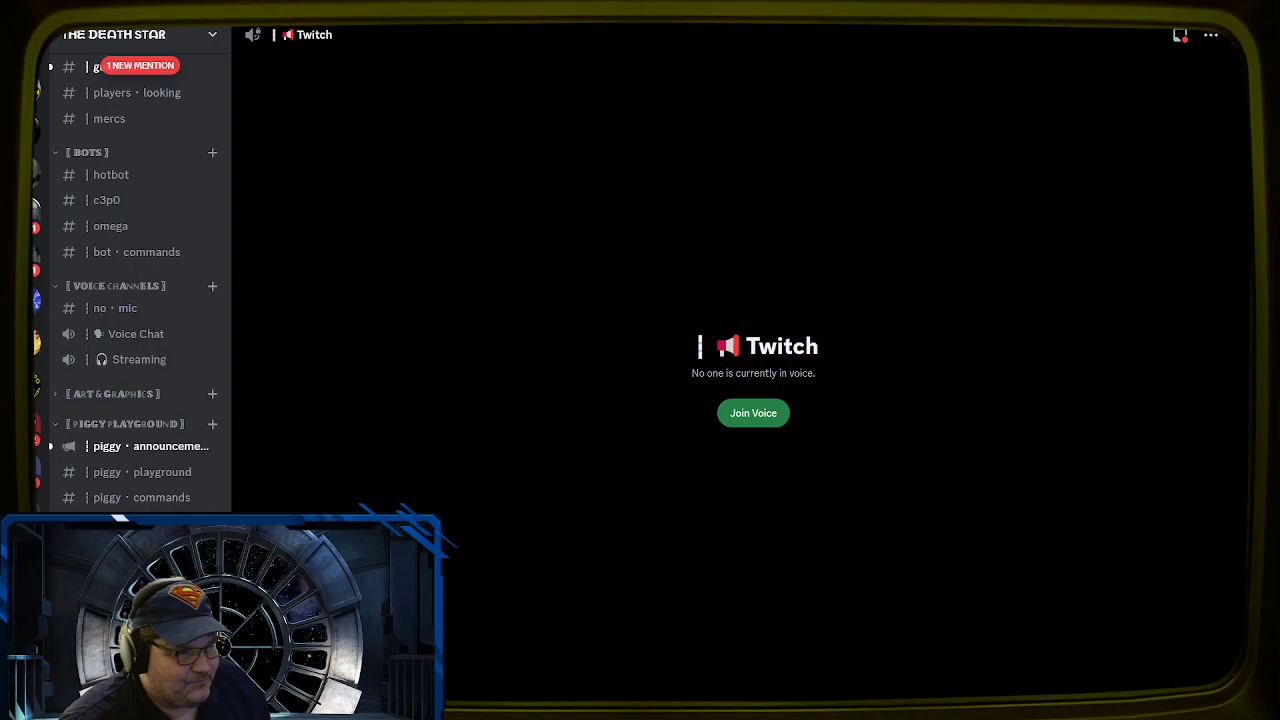 THE DEATH STAR
1 NEW MENTION
players・looking
mercs
〚 BOTS 〛
hotbot
c3p0
omega
bot・commands
〚 VOICE CHANNELS 〛
no・mic
Voice Chat
Streaming
〚 ART & GRAPHICS 〛
〚 PIGGY PLAYGROUND 〛
piggy・announceme...
piggy・playground
piggy・commands
Twitch
Twitch
No one is currently in voice.
Join Voice